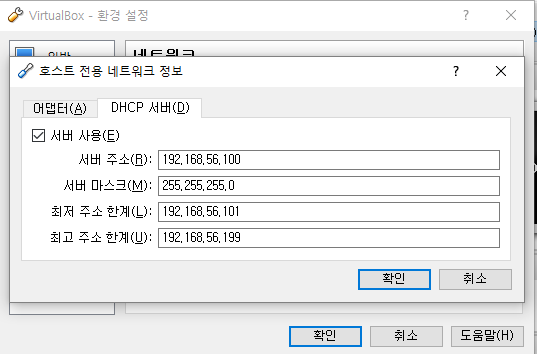 VirtualBox - 환경 설정
일반
네트워크
호스트 전용 네트워크 정보
어댑터(A)
DHCP 서버(D)
서버 사용(E)
서버 주소(R): 192.168.56.100
서버 마스크(M): 255.255.255.0
최저 주소 한계(L): 192.168.56.101
최고 주소 한계(U): 192.168.56.199
확인
취소
확인
취소
도움말(H)